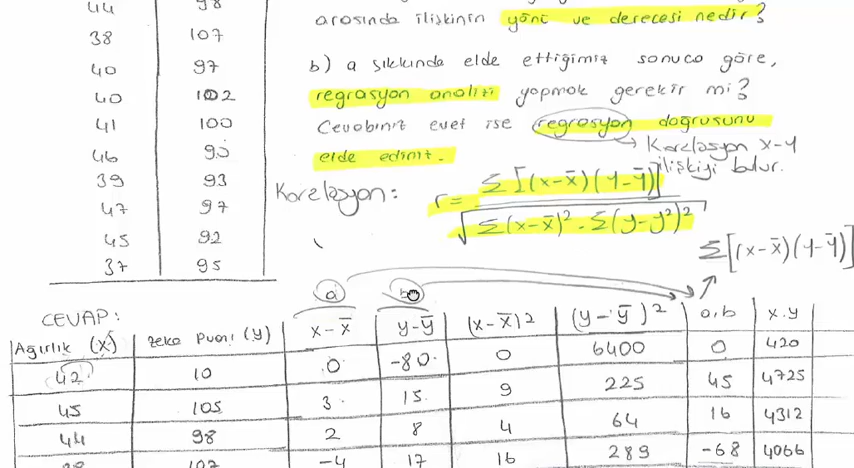 44 98
arasında ilişkinin yönü ve derecesi nedir?
38 107
40 97
b) a şıkkında elde ettiğimiz sonuca göre,
40 102
regrasyon analizi yapmak gerekir mi?
41 100
Cevabınız evet ise regrasyon doğrusunu
46
→ Korelasyon x-y
elde ediniz.
ilişkiyi bulur.
39 93
Korelasyon: r = Σ[(x-x̄)(y-ȳ)]
47 97
√Σ(x-x̄)². Σ(y-y²)²
45 92
Σ[(x-x̄)(y-ȳ)]
37 95
a b
CEVAP:
Ağırlık (X) zeka puanı (y) x-x̄ y-ȳ (x-x̄)2 (y-ȳ)2 a.b x.y
42 10 0 -80 0 6400 0 420
45 105 3 15 9 225 45 4725
44 98 2 8 4 64 16 4312
107 -4 17 16 289 -68 4066